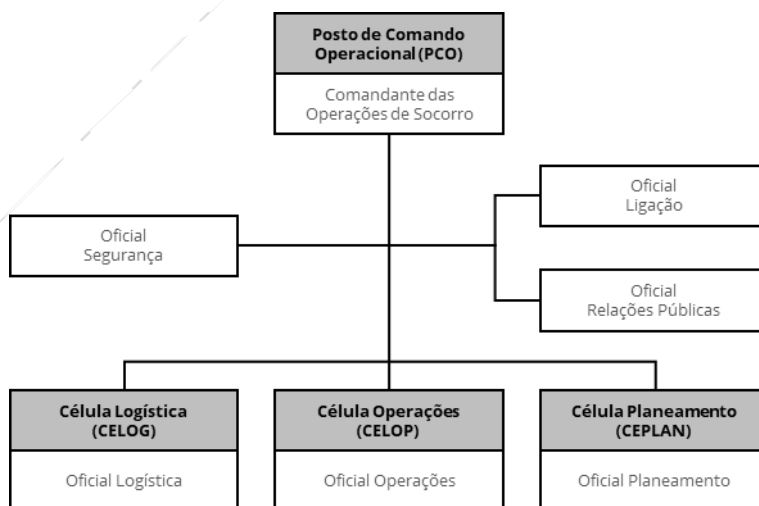 Posto de Comando
Operacional (PCO)
Comandante das
Operações de Socorro
Oficial
Ligação
Oficial
Segurança
Oficial
Relações Públicas
Célula Logística
(CELOG)
Oficial Logística
Célula Operações
(CELOP)
Oficial Operações
Célula Planeamento
(CEPLAN)
Oficial Planeamento